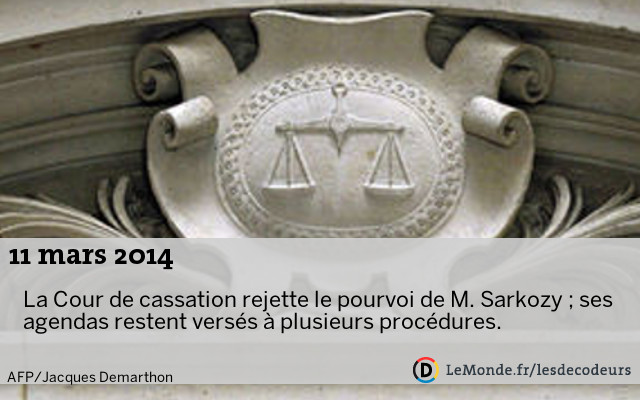 11 mars 2014
La Cour de cassation rejette le pourvoi de M. Sarkozy ; ses
agendas restent versés à plusieurs procédures.
AFP/Jacques Demarthon
D LeMonde.fr/lesdecodeurs